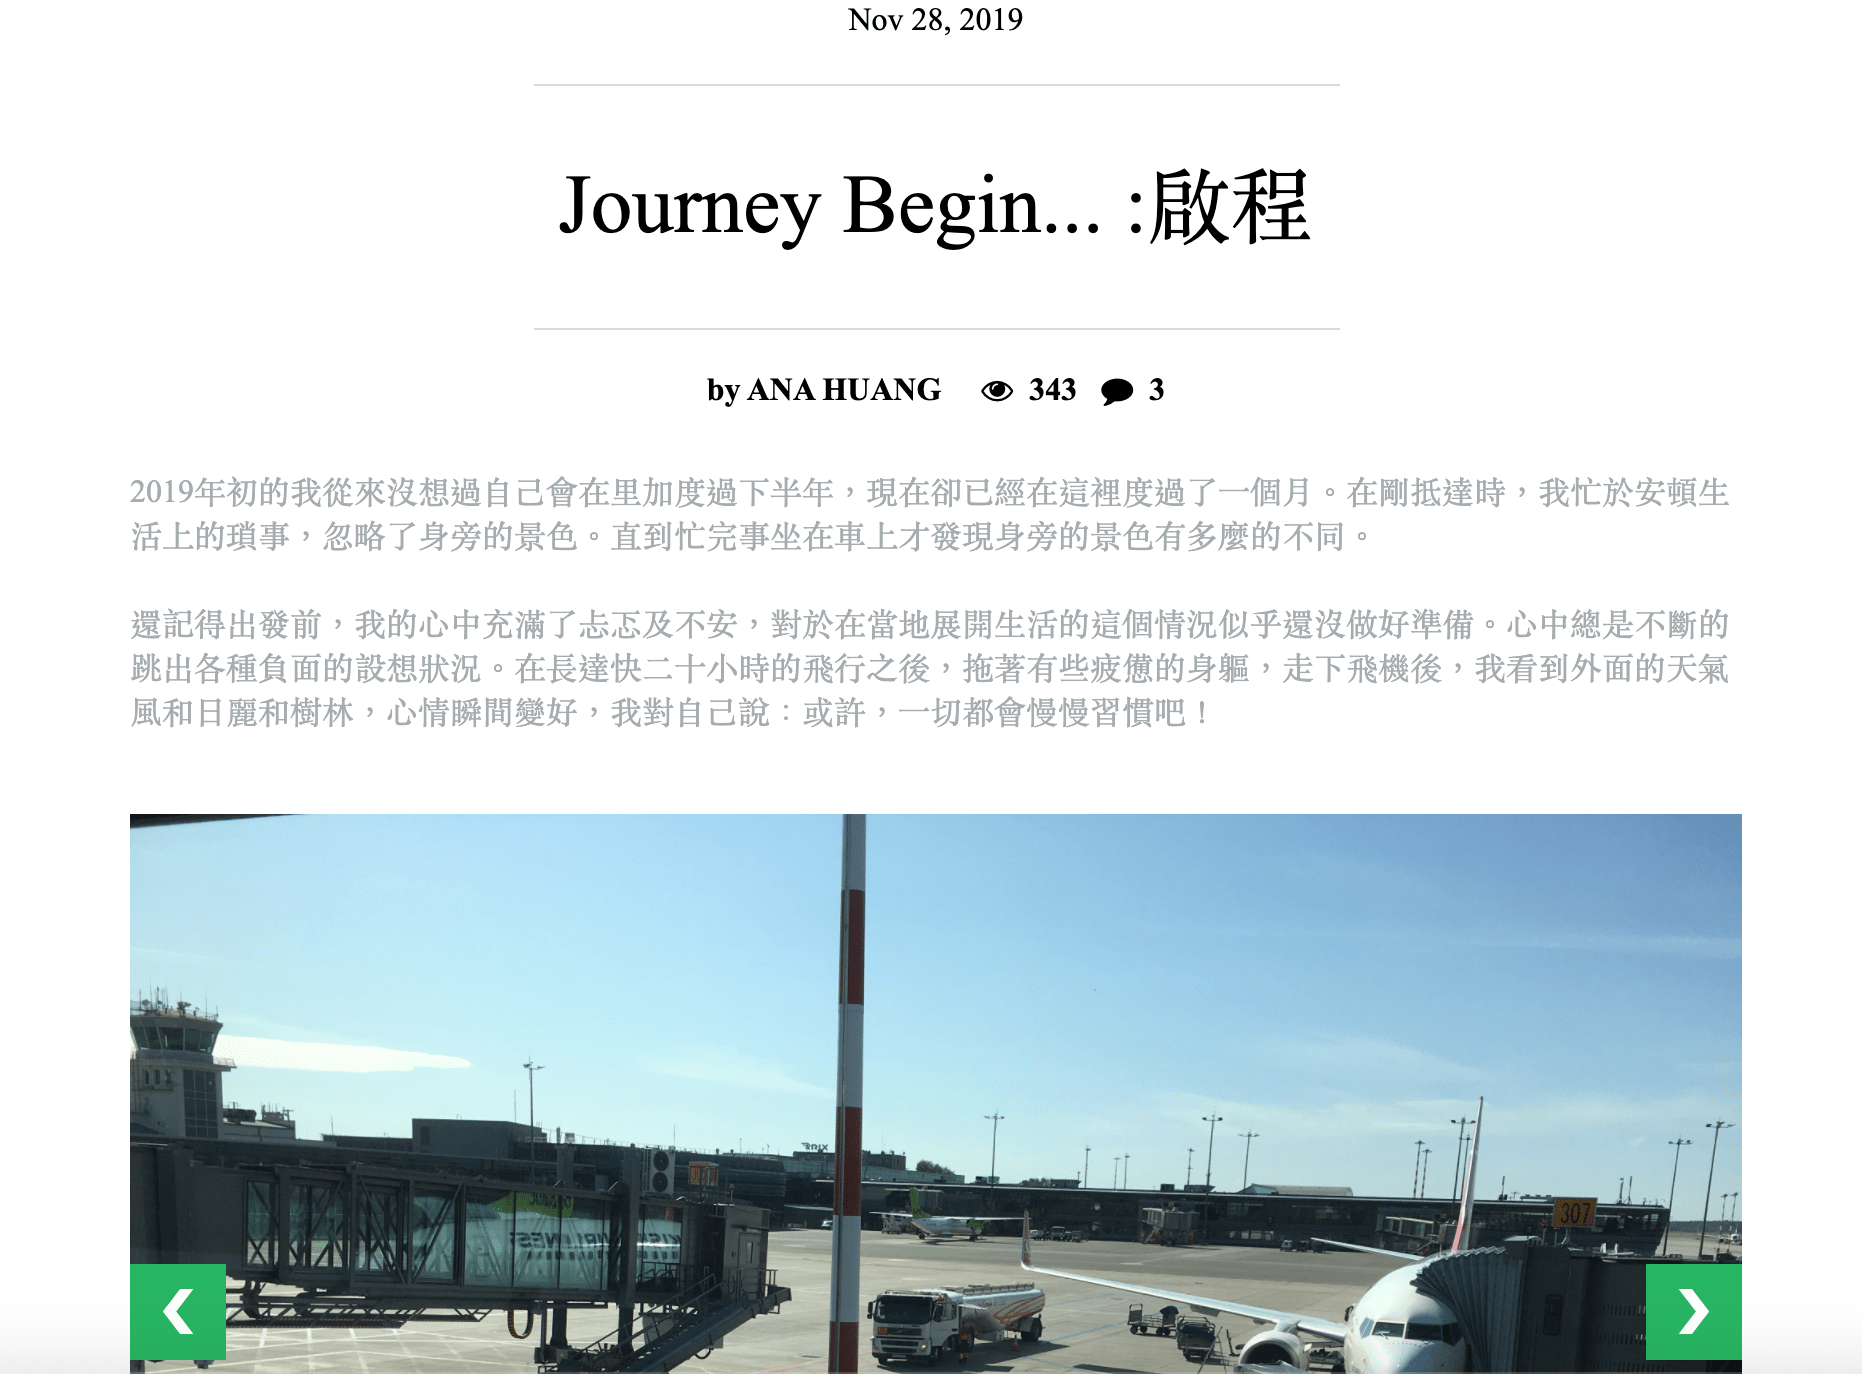 Nov 28, 2019
Journey Begin... :啟程
by ANA HUANG 343 3
2019年初的我從來沒想過自己會在里加度過下半年，現在卻已經在這裡度過了一個月。在剛抵達時，我忙於安頓生
活上的瑣事，忽略了身旁的景色。直到忙完事坐在車上才發現身旁的景色有多麼的不同。
還記得出發前，我的心中充滿了忐忑及不安，對於在當地展開生活的這個情況似乎還沒做好準備。心中總是不斷的
跳出各種負面的設想狀況。在長達快二十小時的飛行之後，拖著有些疲憊的身軀，走下飛機後，我看到外面的天氣
風和日麗和樹林，心情瞬間變好，我對自己說：或許，一切都會慢慢習慣吧！
RIX
307